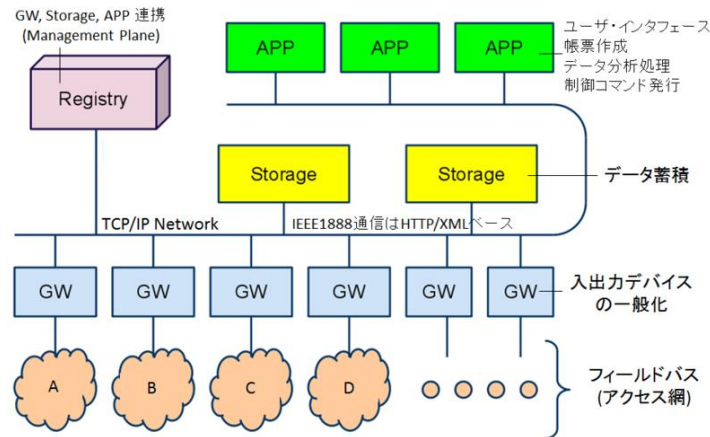 GW, Storage, APP 連携
(Management Plane)
Registry
APP
APP
APP
ユーザ・インタフェース
帳票作成
データ分析処理
制御コマンド発行
Storage
Storage
データ蓄積
TCP/IP Network
IEEE1888通信はHTTP/XMLベース
GW
GW
GW
GW
GW
GW
入出力デバイス
の一般化
A
B
C
D
フィールドバス
(アクセス網)